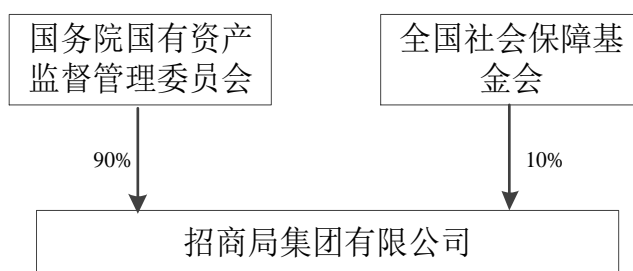 国务院国有资产
监督管理委员会
全国社会保障基
金会
90%
10%
招商局集团有限公司